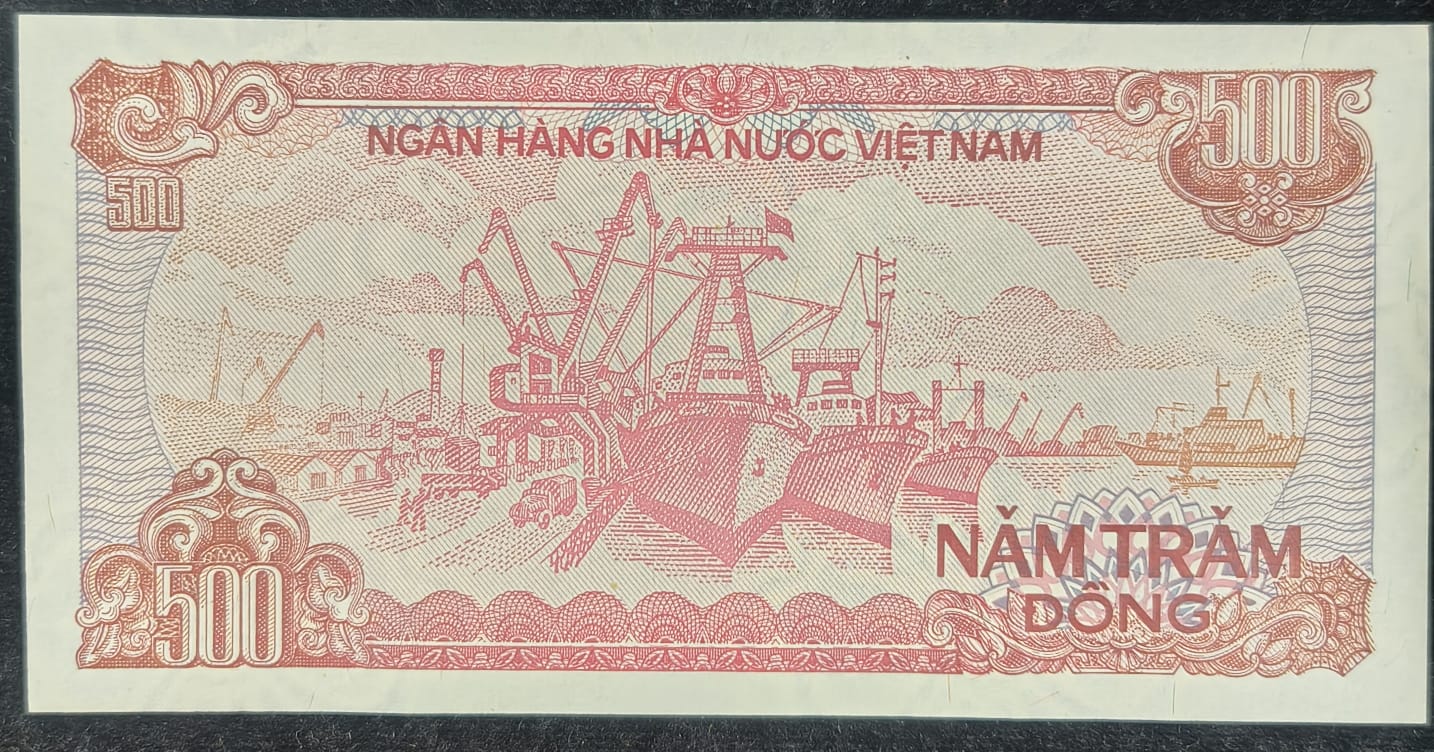 NGÂN HÀNG NHÀ NƯỚC VIỆT NAM
500
500
500
NĂM TRĂM
ĐỒNG